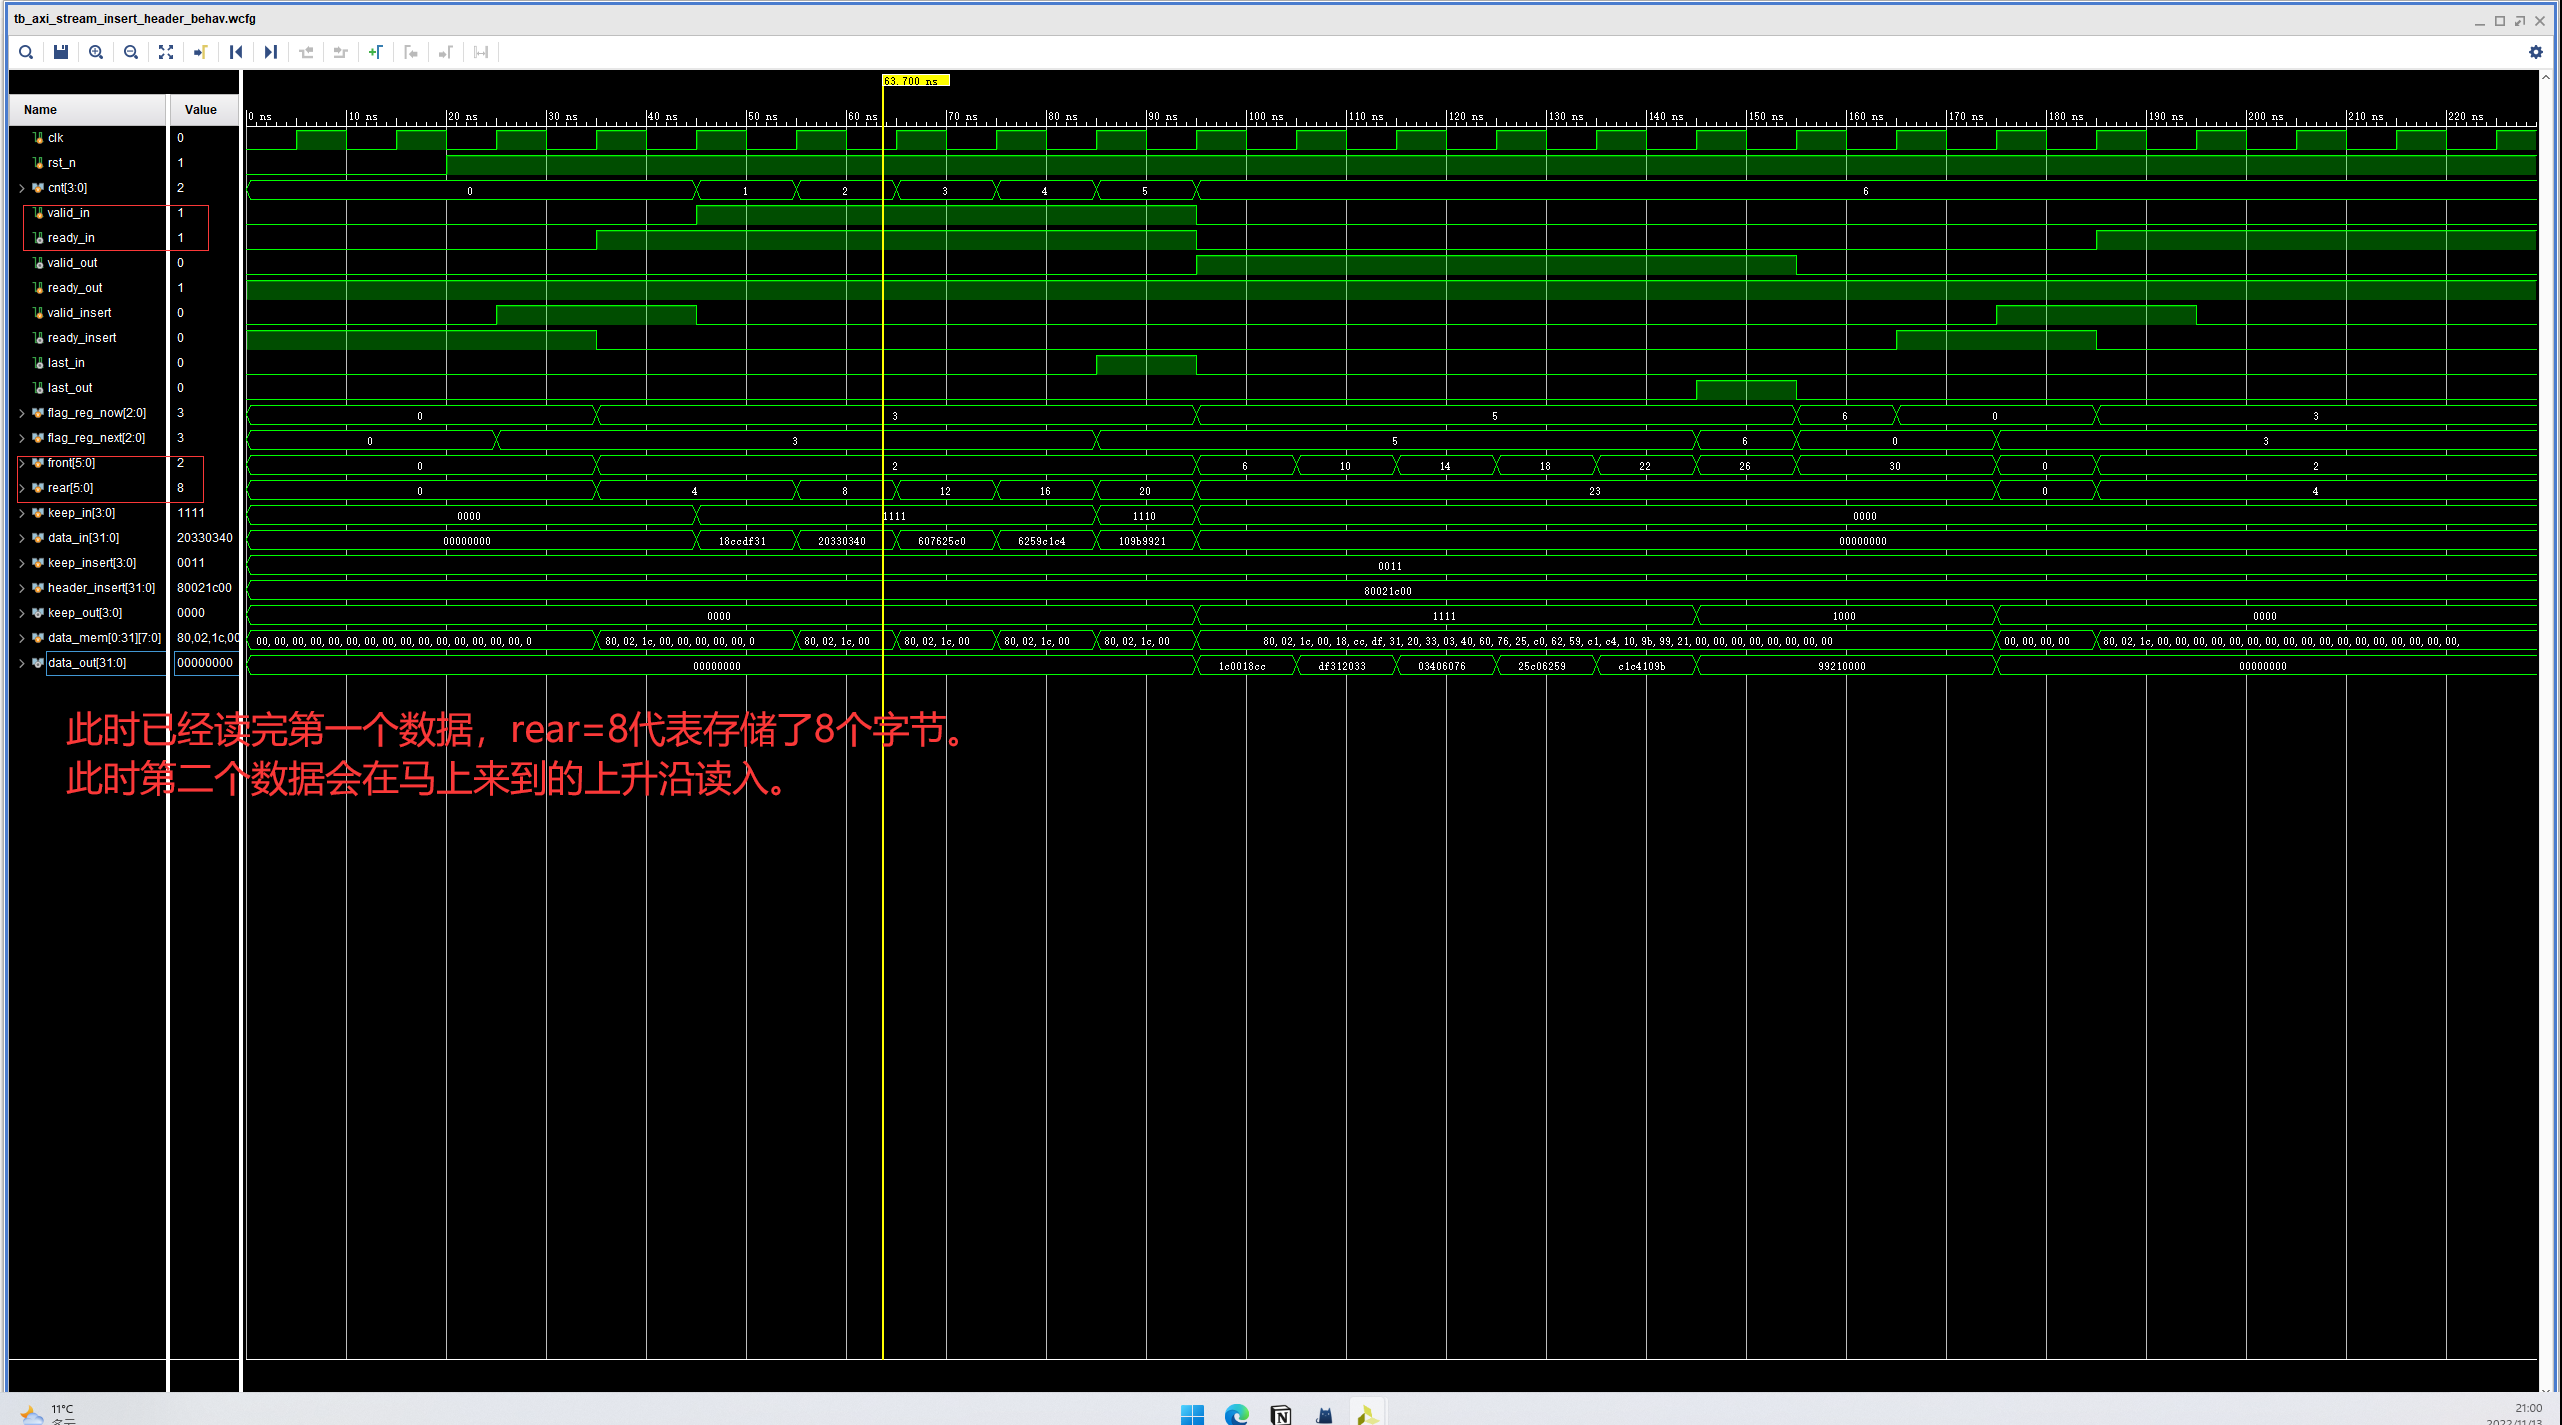 tb_axi_stream_insert_header_behav.wcfg
63.700 ns
Name Value
0 ns 10 ns 20 ns 30 ns 40 ns 50 ns 60 ns 70 ns 80 ns 90 ns 100 ns 110 ns 120 ns 130 ns 140 ns 150 ns 160 ns 170 ns 180 ns 190 ns 200 ns 210 ns 220 ns
clk 0
rst_n 1
cnt[3:0] 2 0 1 2 3 4 5 6
valid_in 1
ready_in 1
valid_out 0
ready_out 1
valid_insert 0
ready_insert 0
last_in 0
last_out 0
flag_reg_now[2:0] 3 0 3 5 6 0 3
flag_reg_next[2:0] 3 0 3 5 6 0 3
front[5:0] 2 0 2 6 10 14 18 22 26 30 0 2
rear[5:0] 8 0 4 8 12 16 20 23 0 4
keep_in[3:0] 1111 0000 1111 1110 0000
data_in[31:0] 20330340 00000000 18ccdf31 20330340 607625c0 6259c1c4 109b9921 00000000
keep_insert[3:0] 0011 0011
header_insert[31:0] 80021c00 80021c00
keep_out[3:0] 0000 0000 1111 1000 0000
data_mem[0:31][7:0] 80,02,1c,00 00,00,00,00,00,00,00,00,00,00,00,00,00,00,00,0 80,02,1c,00,00,00,00,00,0 80,02,1c,00 80,02,1c,00 80,02,1c,00 80,02,1c,00 80,02,1c,00,18,cc,df,31,20,33,03,40,60,76,25,c0,62,59,c1,c4,10,9b,99,21,00,00,00,00,00,00,00,00 00,00,00,00 80,02,1c,00,00,00,00,00,00,00,00,00,00,00,00,00,00,00,00,00,
data_out[31:0] 00000000 00000000 1c0018cc df312033 03406076 25c06259 c1c4109b 99210000 00000000
此时已经读完第一个数据，rear=8代表存储了8个字节。
此时第二个数据会在马上来到的上升沿读入。
11°C
多云
21:00
2022/11/13